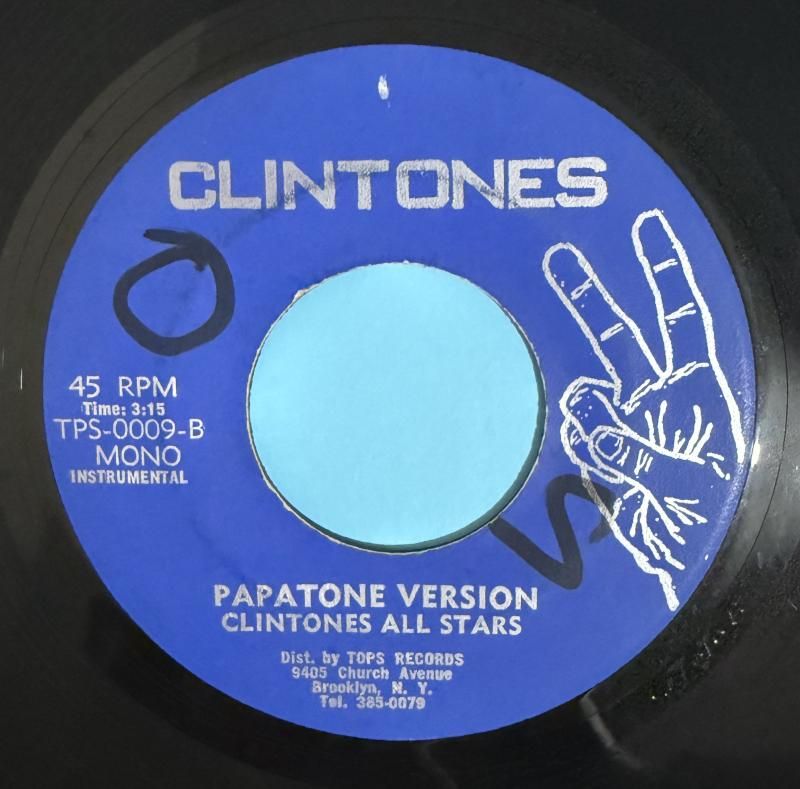 CLINTONES
45 RPM
Time: 3:15
TPS-0009-B
MONO
INSTRUMENTAL
PAPATONE VERSION
CLINTONES ALL STARS
Dist. by TOPS RECORDS
9405 Church Avenue
Brooklyn, N. Y.
Tel. 385-0079